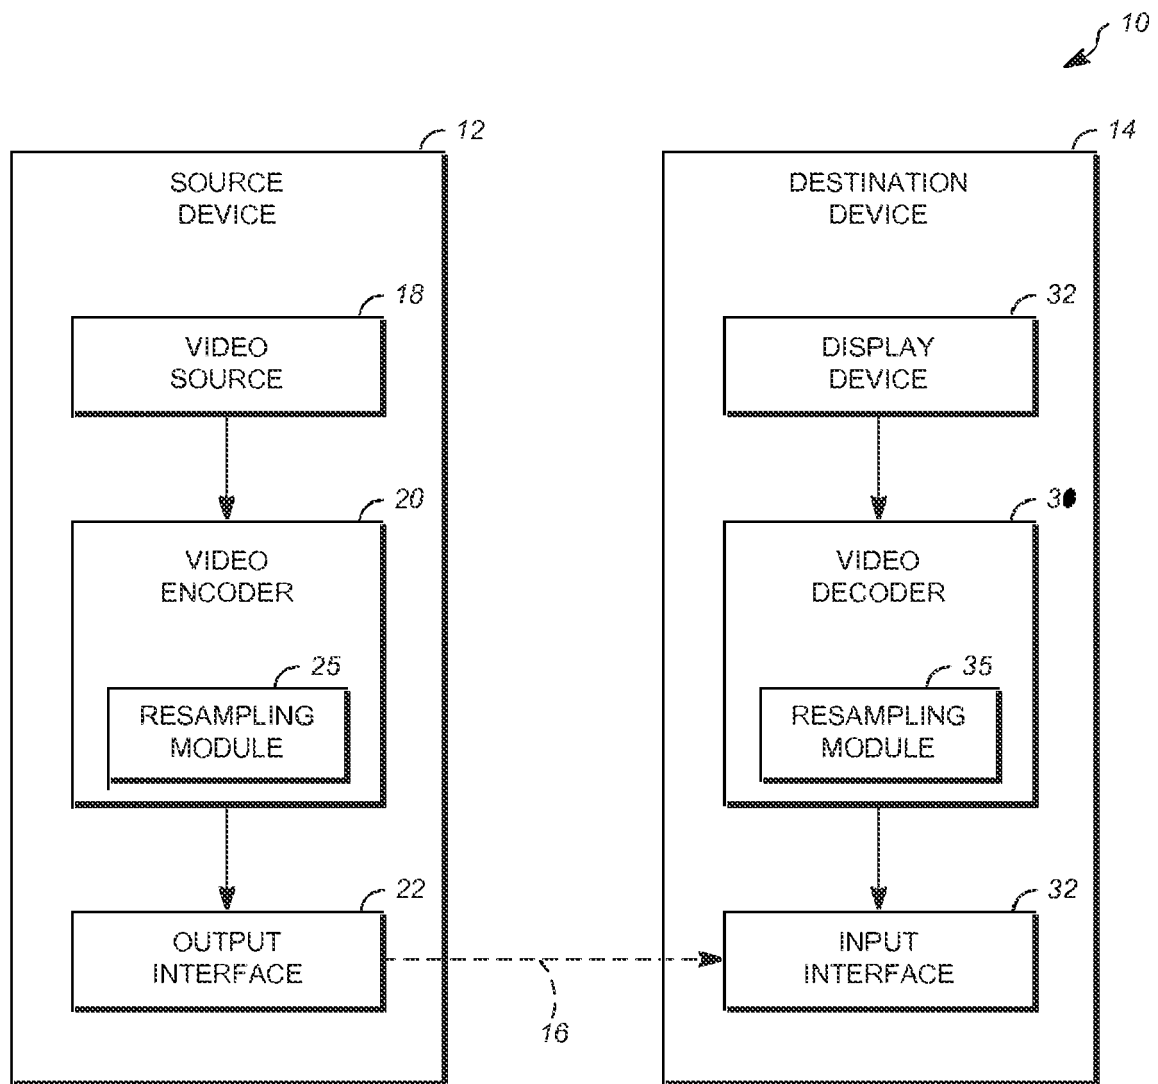 10
12
SOURCE
DEVICE
18
VIDEO
SOURCE
20
VIDEO
ENCODER
25
RESAMPLING
MODULE
22
OUTPUT
INTERFACE
16
14
DESTINATION
DEVICE
32
DISPLAY
DEVICE
VIDEO
DECODER
35
RESAMPLING
MODULE
32
INPUT
INTERFACE